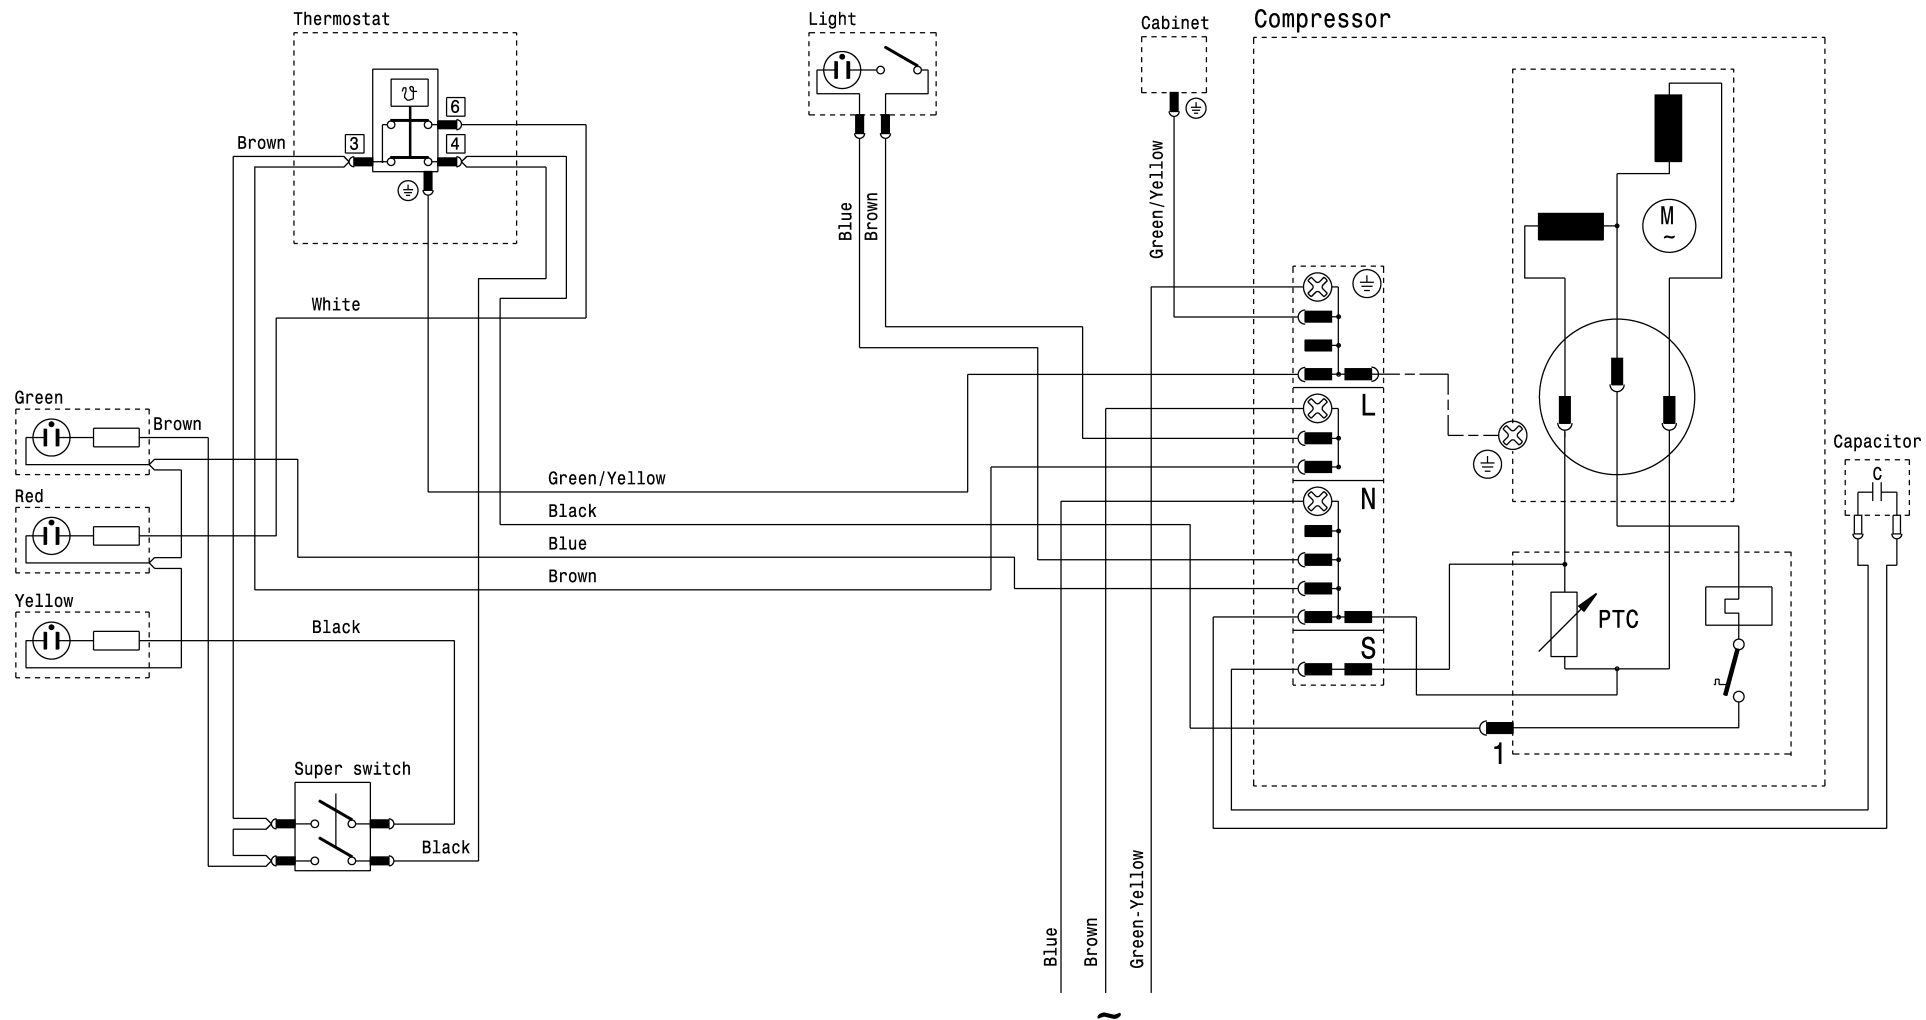 Thermostat
Light
Cabinet
Compressor
ϑ
6
3
4
Brown
M
~
Blue
Brown
Green/Yellow
White
Green
Brown
L
Capacitor
C
Green/Yellow
Red
N
Black
Blue
Brown
Yellow
Black
PTC
S
1
Super switch
Black
Blue
Brown
Green-Yellow
~